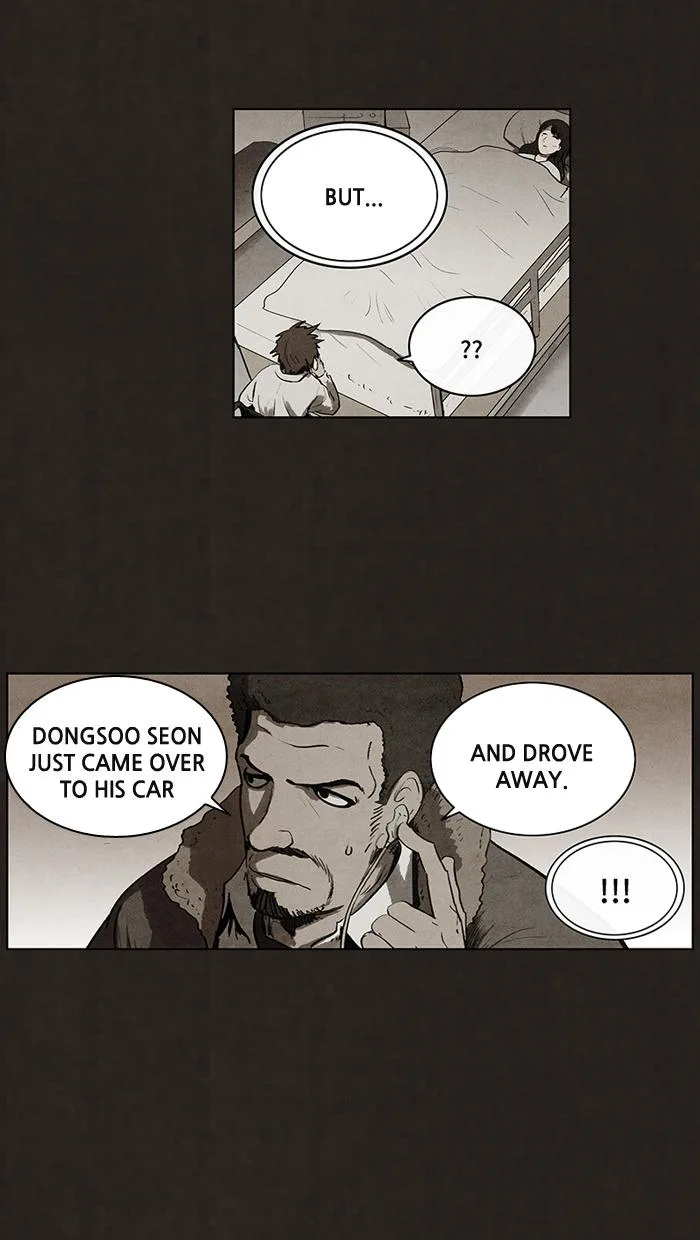 BUT...
??
DONGSOO SEON
JUST CAME OVER
TO HIS CAR
AND DROVE
AWAY.
!!!